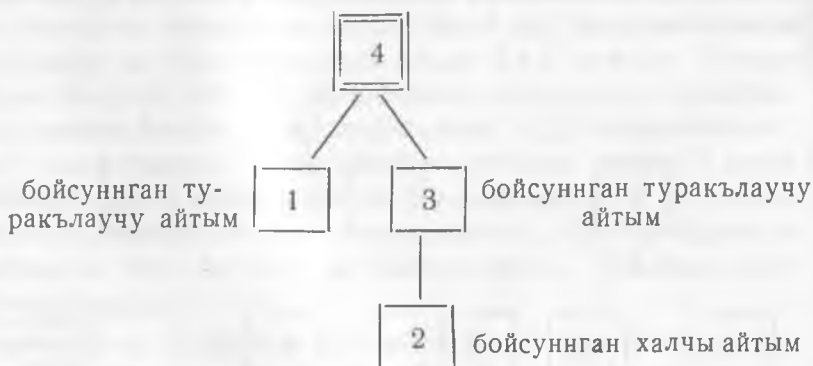 4
бойсуннган ту-
ракълаучу айтым
1
3
бойсуннган туракълаучу
айтым
2
бойсуннган халчы айтым